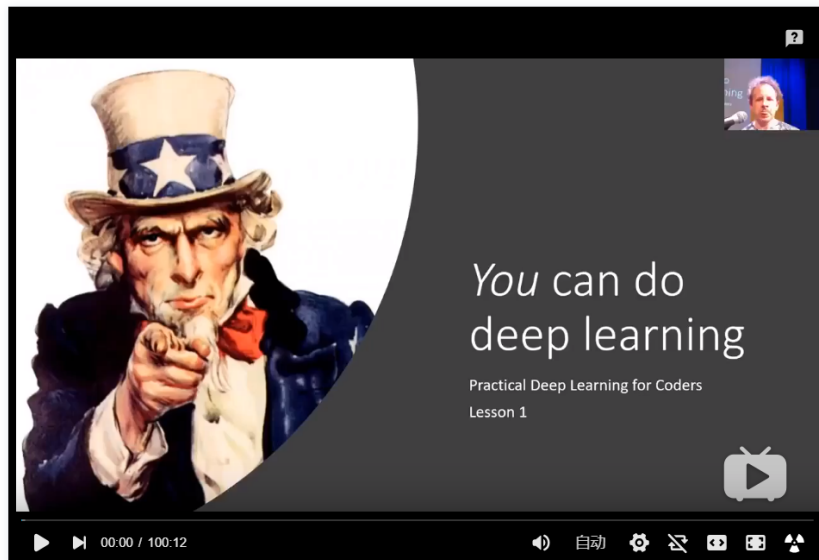 ?
You can do
deep learning
Practical Deep Learning for Coders
Lesson 1
00:00 / 100:12
自动